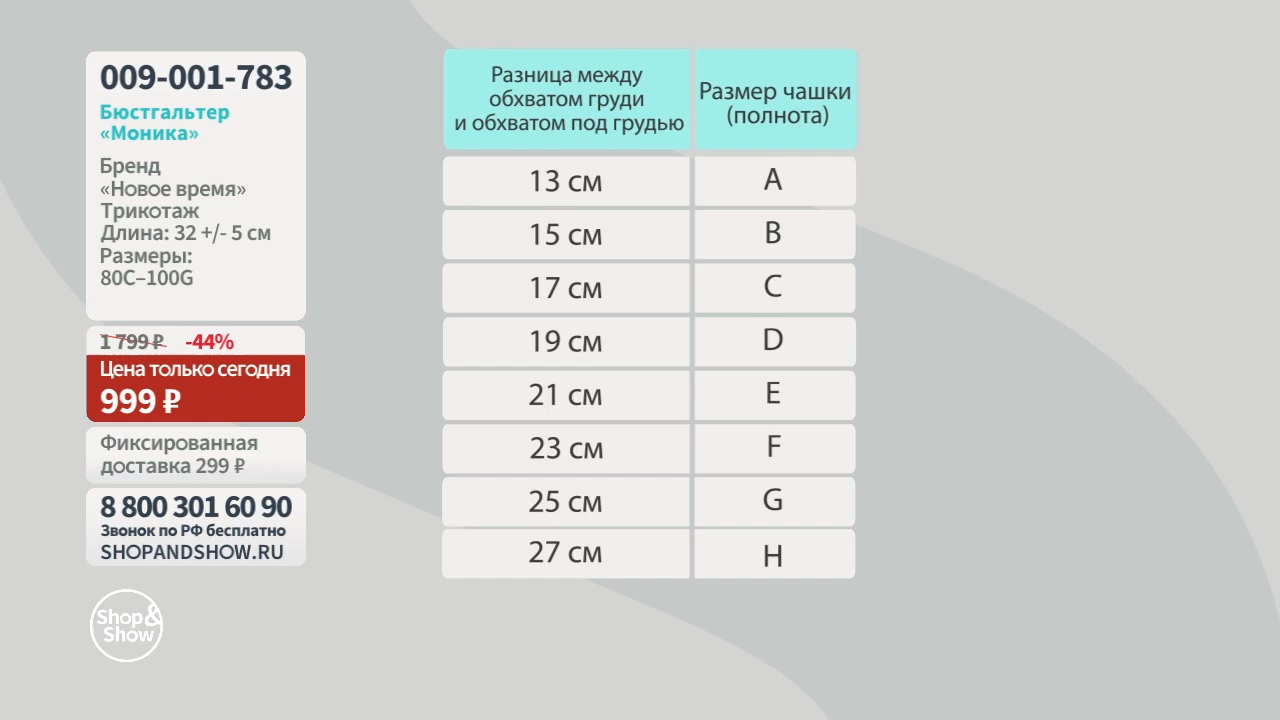 009-001-783
Бюстгальтер
«Моника»
Бренд
«Новое время»
Трикотаж
Длина: 32 +/- 5 см
Размеры:
80C–100G
1 799 ₽ -44%
Цена только сегодня
999 ₽
Фиксированная
доставка 299 ₽
8 800 301 60 90
Звонок по РФ бесплатно
SHOPANDSHOW.RU
Shop&
Show
Разница между
обхватом груди
и обхватом под грудью
Размер чашки
(полнота)
13 см A
15 см B
17 см C
19 см D
21 см E
23 см F
25 см G
27 см H